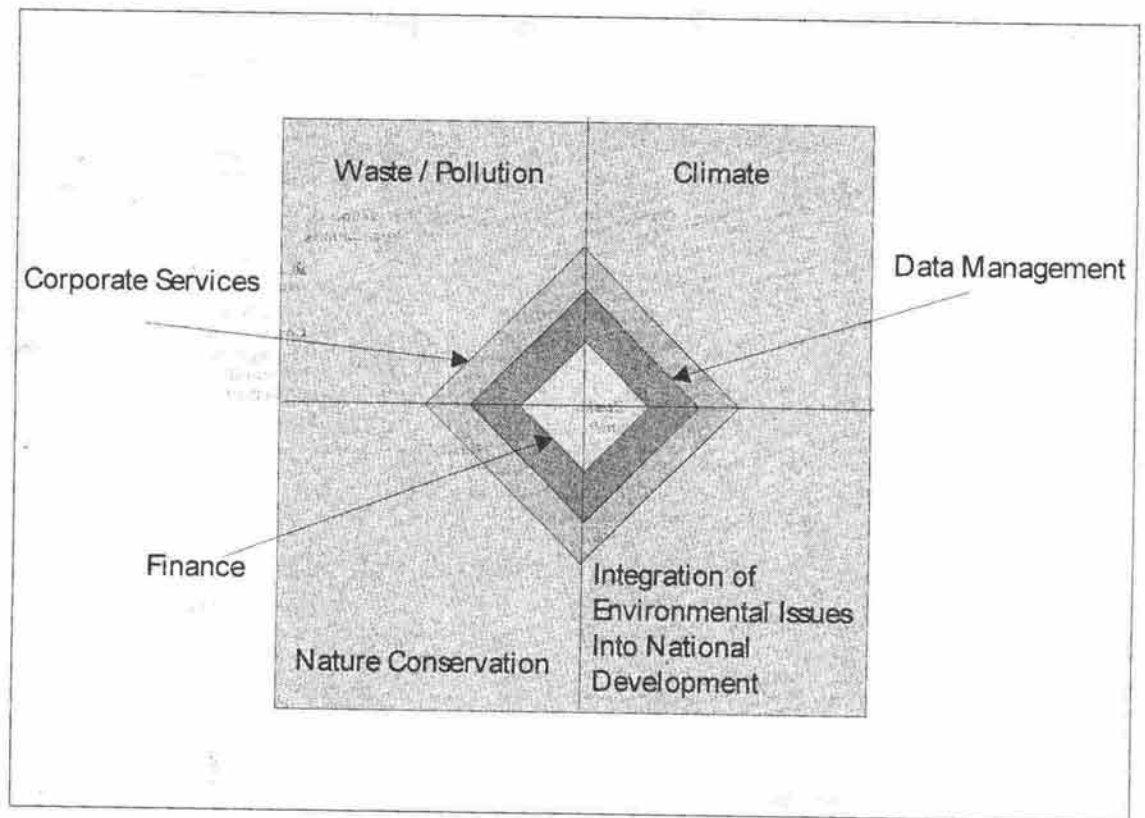 Waste / Pollution
Climate
Corporate Services
Data Management
Finance
Integration of
Environmental Issues
Into National
Development
Nature Conservation